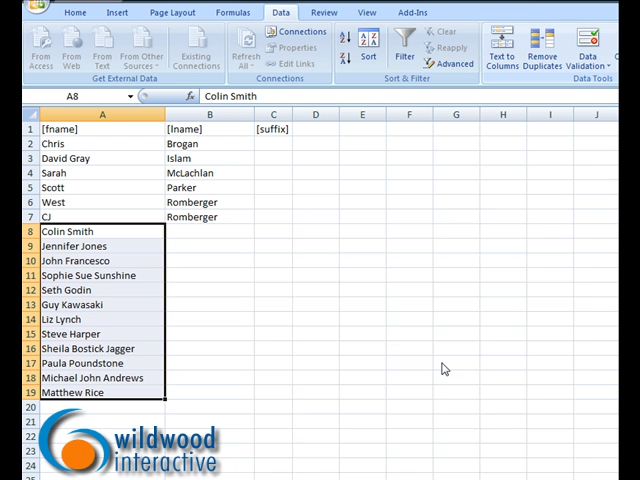 Home Insert Page Layout Formulas Data Review View Add-Ins
From Access From Web From Text From Other Sources Existing Connections Refresh All Connections Properties Edit Links Sort Filter Clear Reapply Advanced Text to Columns Remove Duplicates Data Validation
Get External Data Connections Sort & Filter Data Tools
A8 fx Colin Smith
A B C D E F G H I J
1 [fname] [lname] [suffix]
2 Chris Brogan
3 David Gray Islam
4 Sarah McLachlan
5 Scott Parker
6 West Romberger
7 CJ Romberger
8 Colin Smith
9 Jennifer Jones
10 John Francesco
11 Sophie Sue Sunshine
12 Seth Godin
13 Guy Kawasaki
14 Liz Lynch
15 Steve Harper
16 Sheila Bostick Jagger
17 Paula Poundstone
18 Michael John Andrews
19 Matthew Rice
20
21
22
23
24
wildwood
interactive